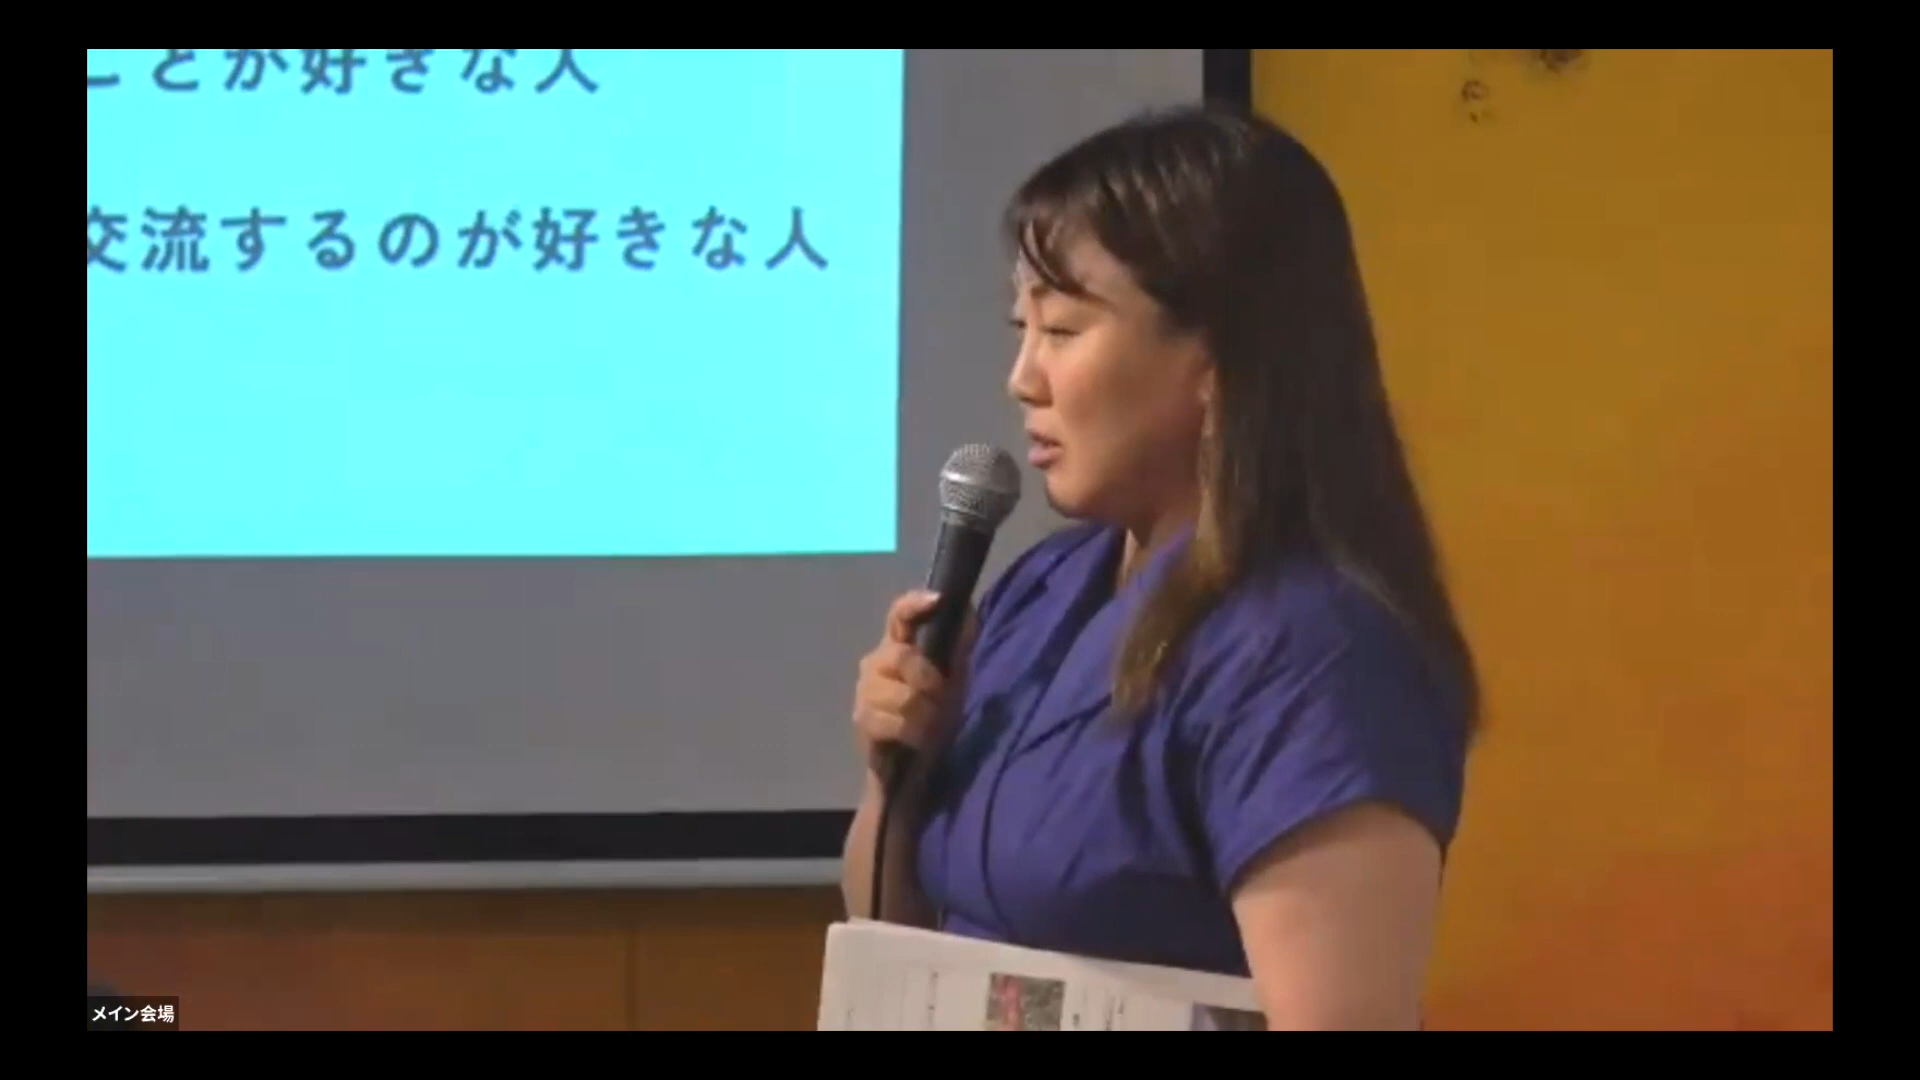 ことが好きな人
交流するのが好きな人
メイン会場